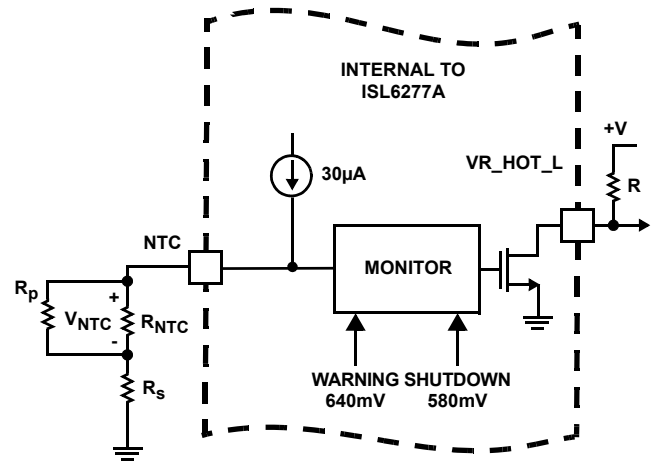 INTERNAL TO
ISL6277A
+V
VR_HOT_L
R
30µA
NTC
MONITOR
Rp
+
VNTC
RNTC
-
Rs
WARNING SHUTDOWN
640mV 580mV